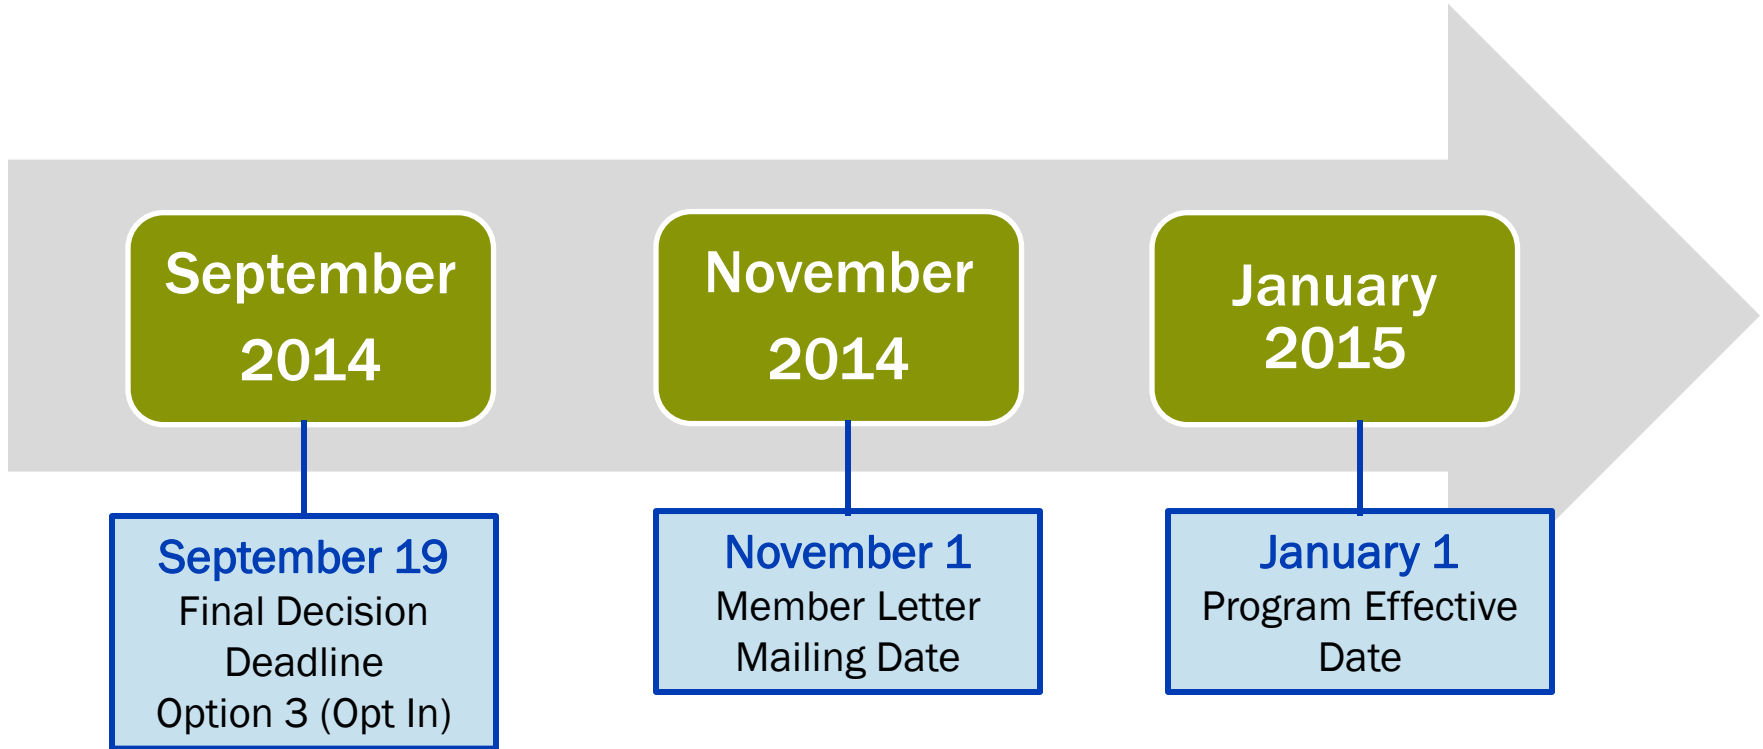 September
2014
November
2014
January
2015
September 19
Final Decision
Deadline
Option 3 (Opt In)
November 1
Member Letter
Mailing Date
January 1
Program Effective
Date